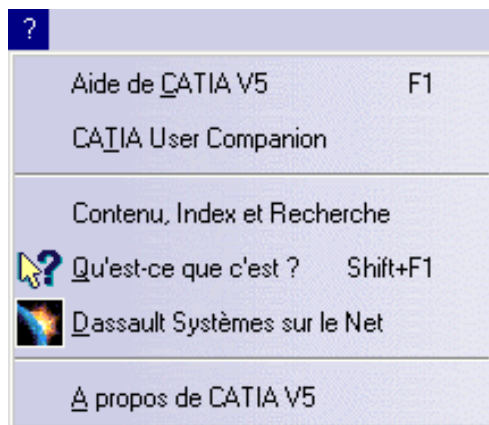 ?
Aide de CATIA V5 F1
CATIA User Companion
Contenu, Index et Recherche
Qu'est-ce que c'est ? Shift+F1
Dassault Systèmes sur le Net
A propos de CATIA V5